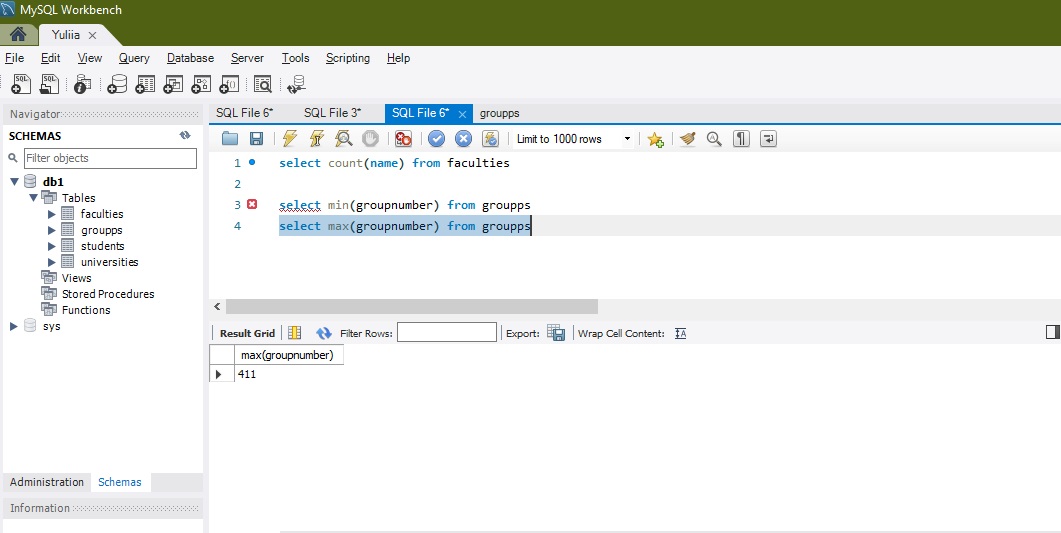 MySQL Workbench
Yuliia
File Edit View Query Database Server Tools Scripting Help
Navigator
SCHEMAS
Filter objects
db1
Tables
faculties
groupps
students
universities
Views
Stored Procedures
Functions
sys
Administration Schemas
Information
SQL File 6* SQL File 3* SQL File 6* groupps
Limit to 1000 rows
1 select count(name) from faculties
2
3 select min(groupnumber) from groupps
4 select max(groupnumber) from groupps
Result Grid Filter Rows: Export: Wrap Cell Content:
max(groupnumber)
411